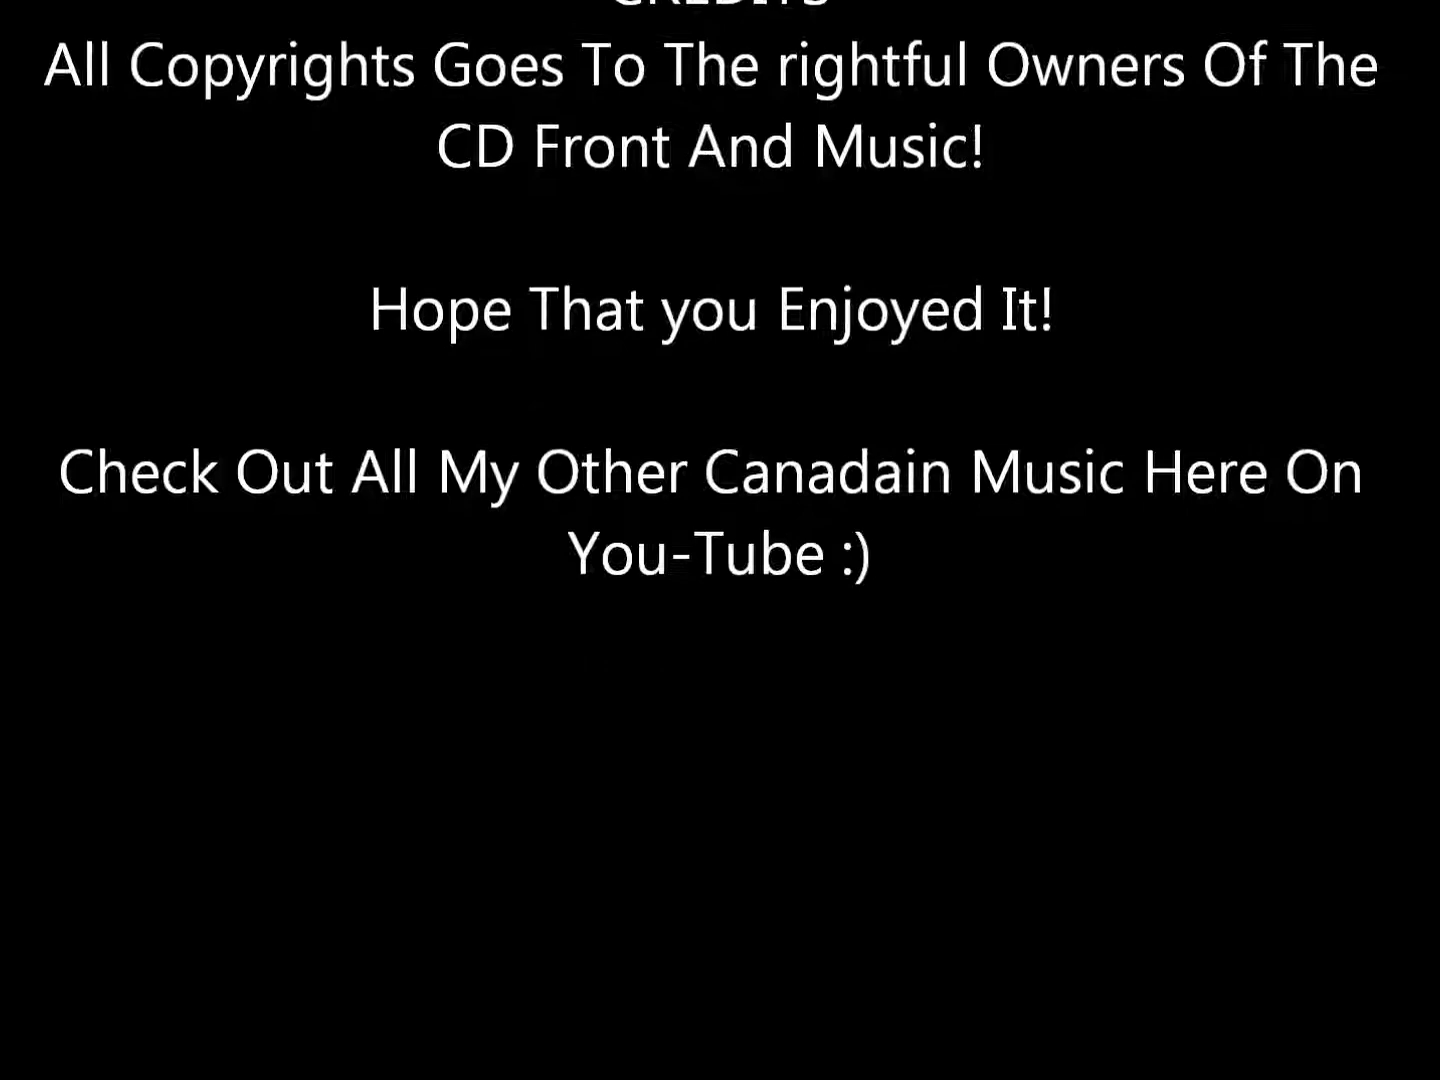 CREDITS
All Copyrights Goes To The rightful Owners Of The
CD Front And Music!
Hope That you Enjoyed It!
Check Out All My Other Canadain Music Here On
You-Tube :)